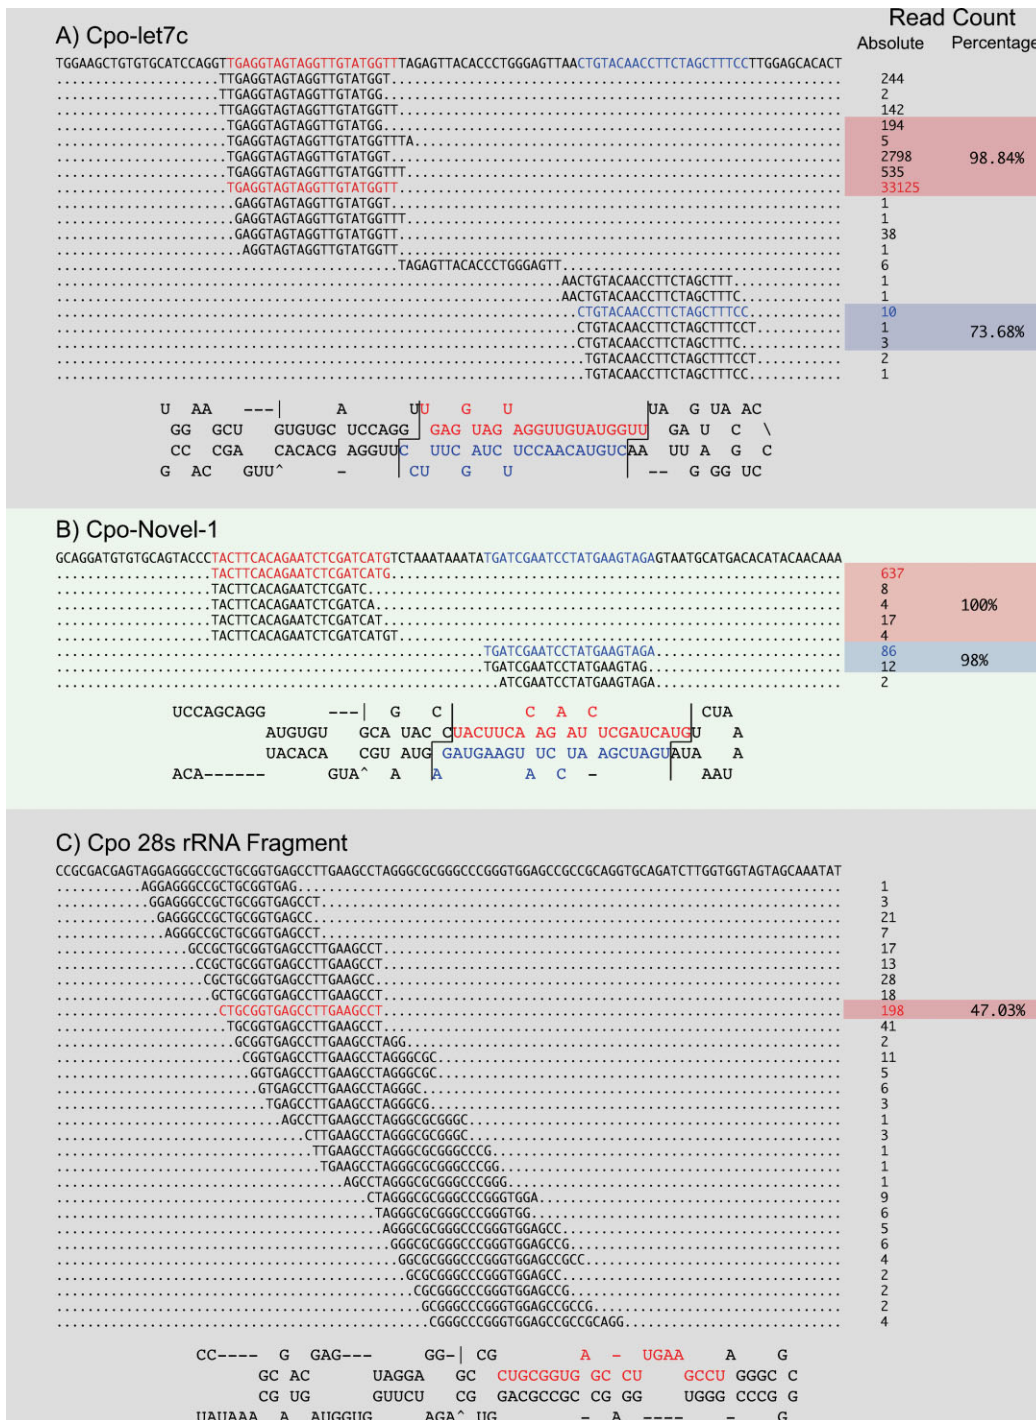 Read Count
A) Cpo-let7c
Absolute Percentage
TGGAAGCTGTGTGCATCCAGGTTGAGGTAGTAGGTTGTATGGTTTAGAGTTACACCCTGGGAGTTAACTGTACAACCTTCTAGCTTTCCTTGGAGCACACT
.....................TTGAGGTAGTAGGTTGTATGGT.......................................................... 244
.....................TTGAGGTAGTAGGTTGTATGG........................................................... 2
.....................TTGAGGTAGTAGGTTGTATGGTT......................................................... 142
......................TGAGGTAGTAGGTTGTATGG........................................................... 194
......................TGAGGTAGTAGGTTGTATGGTTTA....................................................... 5
......................TGAGGTAGTAGGTTGTATGGT.......................................................... 2798 98.84%
......................TGAGGTAGTAGGTTGTATGGTTT........................................................ 535
......................TGAGGTAGTAGGTTGTATGGTT......................................................... 33125
.......................GAGGTAGTAGGTTGTATGGT.......................................................... 1
.......................GAGGTAGTAGGTTGTATGGTTT........................................................ 1
.......................GAGGTAGTAGGTTGTATGGTT......................................................... 38
........................AGGTAGTAGGTTGTATGGTT......................................................... 1
............................................TAGAGTTACACCCTGGGAGTT.................................... 6
.................................................................AACTGTACAACCTTCTAGCTTT.............. 1
.................................................................AACTGTACAACCTTCTAGCTTTC............. 1
...................................................................CTGTACAACCTTCTAGCTTTCC............ 10
...................................................................CTGTACAACCTTCTAGCTTTCCT........... 1 73.68%
...................................................................CTGTACAACCTTCTAGCTTTC............. 3
....................................................................TGTACAACCTTCTAGCTTTCCT........... 2
....................................................................TGTACAACCTTCTAGCTTTCC............ 1
U AA ---| A UU G U UA G UA AC
GG GCU GUGUGC UCCAGG GAG UAG AGGUUGUAUGGUU GA U C \
CC CGA CACACG AGGUUC UUC AUC UCCAACAUGUCAA UU A G C
G AC GUU^ - CU G U -- G GG UC
B) Cpo-Novel-1
GCAGGATGTGTGCAGTACCCTACTTCACAGAATCTCGATCATGTCTAAATAAATATGATCGAATCCTATGAAGTAGAGTAATGCATGACACATACAACAAA
....................TACTTCACAGAATCTCGATCATG.......................................................... 637
....................TACTTCACAGAATCTCGATC............................................................. 8
....................TACTTCACAGAATCTCGATCA............................................................ 4 100%
....................TACTTCACAGAATCTCGATCAT........................................................... 17
....................TACTTCACAGAATCTCGATCATGT......................................................... 4
.......................................................TGATCGAATCCTATGAAGTAGA........................ 86
.......................................................TGATCGAATCCTATGAAGTAG......................... 12 98%
.........................................................ATCGAATCCTATGAAGTAGA........................ 2
UCCAGCAGG ---| G C C A C CUA
AUGUGU GCA UAC CUACUUCA AG AU UCGAUCAUGU A
UACACA CGU AUG GAUGAAGU UC UA AGCUAGUAUA A
ACA------ GUA^ A A A C - AAU
C) Cpo 28s rRNA Fragment
CCGCGACGAGTAGGAGGGCCGCTGCGGTGAGCCTTGAAGCCTAGGGCGCGGGCCCGGGTGGAGCCGCCGCAGGTGCAGATCTTGGTGGTAGTAGCAAATAT
...........AGGAGGGCCGCTGCGGTGAG...................................................................... 1
............GGAGGGCCGCTGCGGTGAGCCT................................................................... 3
.............GAGGGCCGCTGCGGTGAGCC.................................................................... 21
..............AGGGCCGCTGCGGTGAGCCT................................................................... 7
.................GCCGCTGCGGTGAGCCTTGAAGCCT........................................................... 17
..................CCGCTGCGGTGAGCCTTGAAGCCT........................................................... 13
...................CGCTGCGGTGAGCCTTGAAGCC............................................................ 28
....................GCTGCGGTGAGCCTTGAAGCCT........................................................... 18
.....................CTGCGGTGAGCCTTGAAGCCT........................................................... 198 47.03%
......................TGCGGTGAGCCTTGAAGCCT........................................................... 41
.......................GCGGTGAGCCTTGAAGCCTAGG........................................................ 2
........................CGGTGAGCCTTGAAGCCTAGGGCGC.................................................... 11
.........................GGTGAGCCTTGAAGCCTAGGGCGC.................................................... 5
..........................GTGAGCCTTGAAGCCTAGGGC...................................................... 6
...........................TGAGCCTTGAAGCCTAGGGCG..................................................... 3
.............................AGCCTTGAAGCCTAGGGCGCGGGC................................................ 1
................................CTTGAAGCCTAGGGCGCGGGC................................................ 3
.................................TTGAAGCCTAGGGCGCGGGCCCG............................................. 1
..................................TGAAGCCTAGGGCGCGGGCCCGG............................................ 1
.....................................AGCCTAGGGCGCGGGCCCGGG........................................... 1
........................................CTAGGGCGCGGGCCCGGGTGGA....................................... 9
.........................................TAGGGCGCGGGCCCGGGTGG........................................ 6
..........................................AGGGCGCGGGCCCGGGTGGAGCC.................................... 5
...........................................GGGCGCGGGCCCGGGTGGAGCCG................................... 6
............................................GGCGCGGGCCCGGGTGGAGCCGCC................................. 4
.............................................GCGCGGGCCCGGGTGGAGCC.................................... 2
..............................................CGCGGGCCCGGGTGGAGCCG................................... 2
...............................................GCGGGCCCGGGTGGAGCCGCCG................................ 2
................................................CGGGCCCGGGTGGAGCCGCCGCAGG............................ 4
CC---- G GAG--- GG-| CG A - UGAA A G
GC AC UAGGA GC CUGCGGUG GC CU GCCU GGGC C
CG UG GUUCU CG GACGCCGC CG GG UGGG CCCG G
UAUAAA A AUGGUG AGA^ UG - A ---- - G